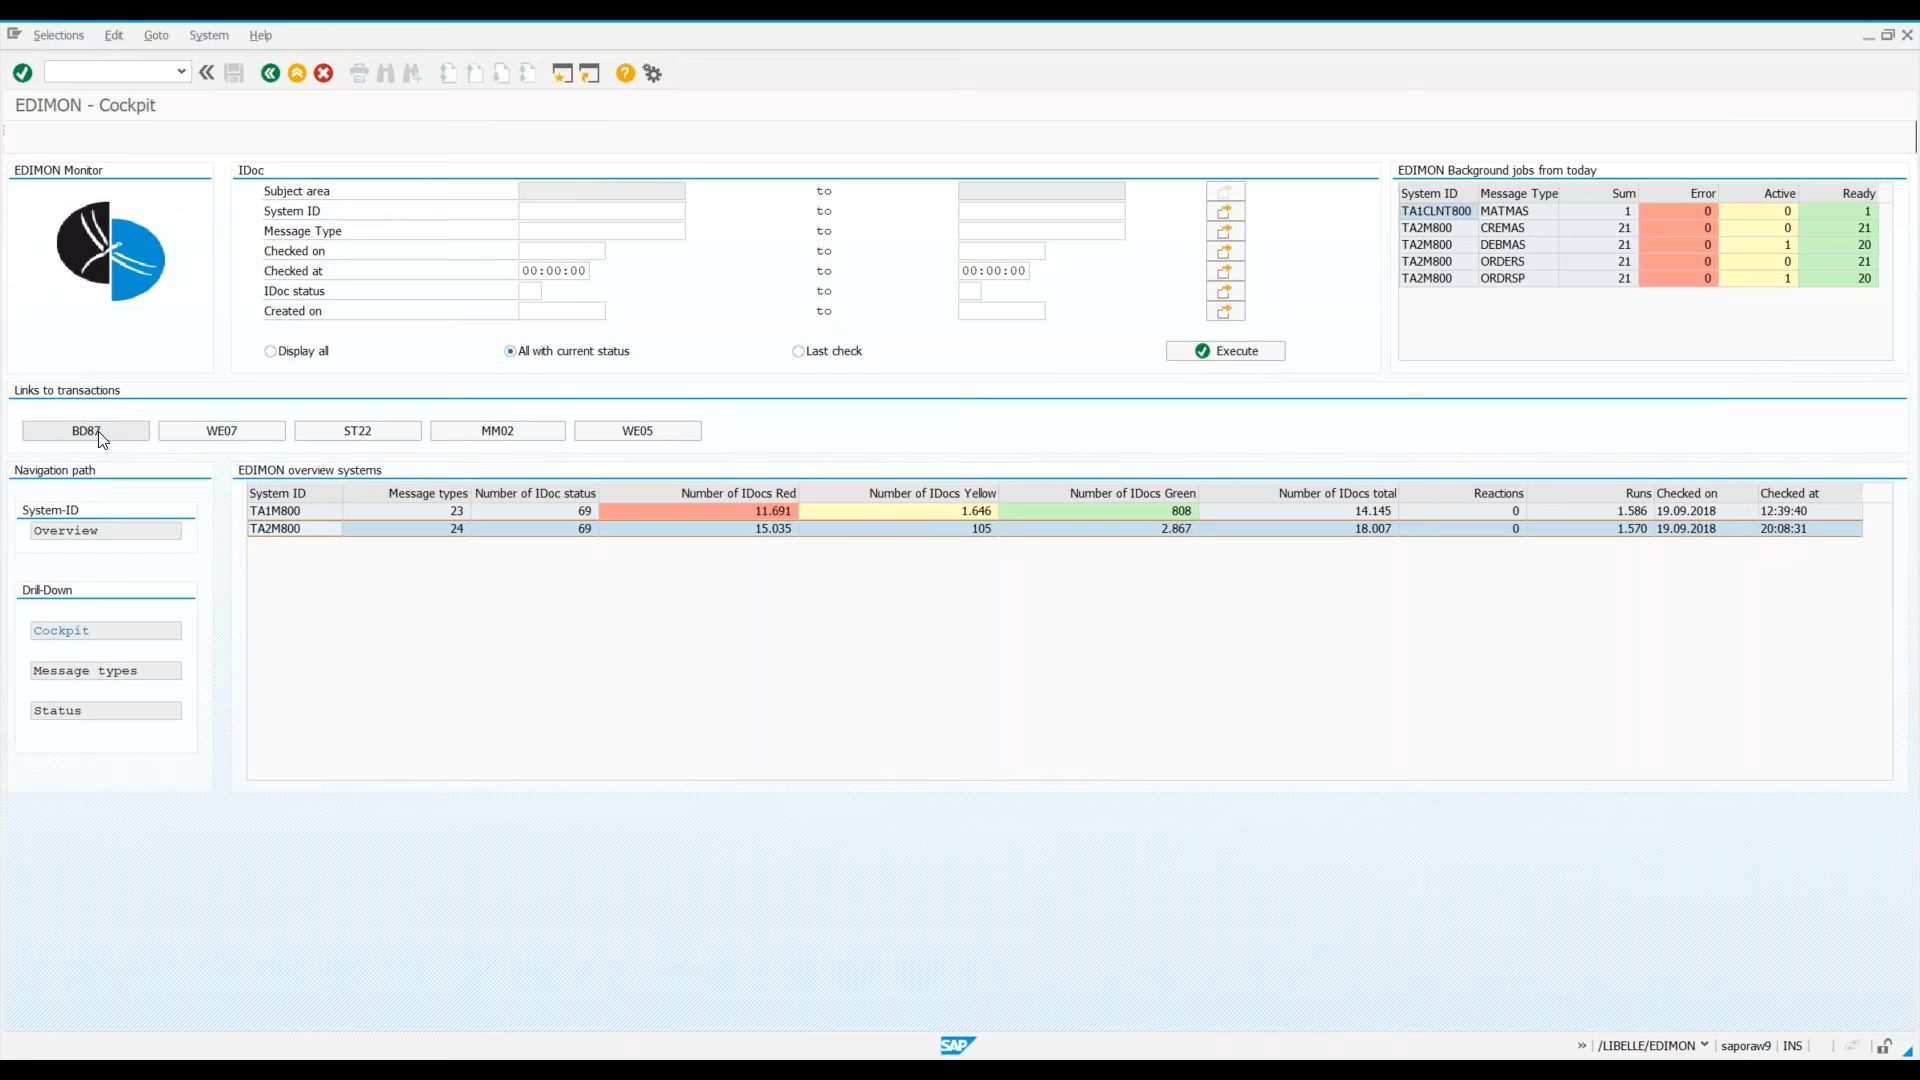 Selections Edit Goto System Help
EDIMON - Cockpit
EDIMON Monitor
IDoc
Subject area to
System ID to
Message Type to
Checked on to
Checked at 00:00:00 to 00:00:00
IDoc status to
Created on to
Display all All with current status Last check Execute
EDIMON Background jobs from today
System ID Message Type Sum Error Active Ready
TA1CLNT800 MATMAS 1 0 0 1
TA2M800 CREMAS 21 0 0 21
TA2M800 DEBMAS 21 0 1 20
TA2M800 ORDERS 21 0 0 21
TA2M800 ORDRSP 21 0 1 20
Links to transactions
BD87 WE07 ST22 MM02 WE05
Navigation path
System-ID
Overview
Drill-Down
Cockpit
Message types
Status
EDIMON overview systems
System ID Message types Number of IDoc status Number of IDocs Red Number of IDocs Yellow Number of IDocs Green Number of IDocs total Reactions Runs Checked on Checked at
TA1M800 23 69 11.691 1.646 808 14.145 0 1.586 19.09.2018 12:39:40
TA2M800 24 69 15.035 105 2.867 18.007 0 1.570 19.09.2018 20:08:31
SAP
/LIBELLE/EDIMON saporaw9 INS